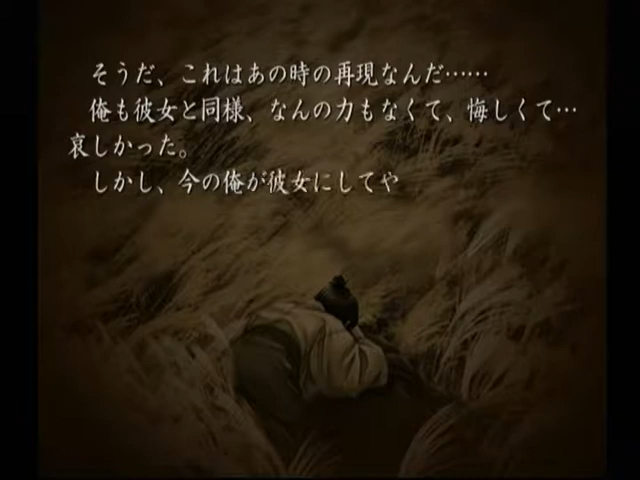 そうだ、これはあの時の再現なんだ……
俺も彼女と同様、なんの力もなくて、悔しくて…
哀しかった。
しかし、今の俺が彼女にしてや